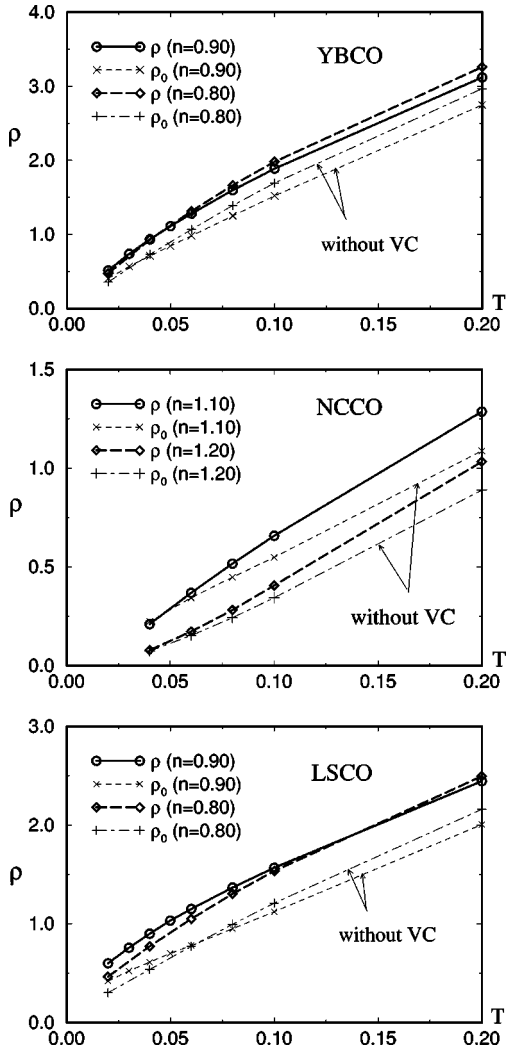 4.0
ρ (n=0.90)
YBCO
ρ₀ (n=0.90)
3.0
ρ (n=0.80)
ρ₀ (n=0.80)
ρ
2.0
without VC
1.0
0.0
T
0.00 0.05 0.10 0.15 0.20
1.5
ρ (n=1.10)
NCCO
ρ₀ (n=1.10)
ρ (n=1.20)
1.0
ρ₀ (n=1.20)
ρ
0.5
without VC
0.0
T
0.00 0.05 0.10 0.15 0.20
3.0
ρ (n=0.90)
LSCO
ρ₀ (n=0.90)
ρ (n=0.80)
2.0
ρ₀ (n=0.80)
ρ
1.0
without VC
0.0
T
0.00 0.05 0.10 0.15 0.20